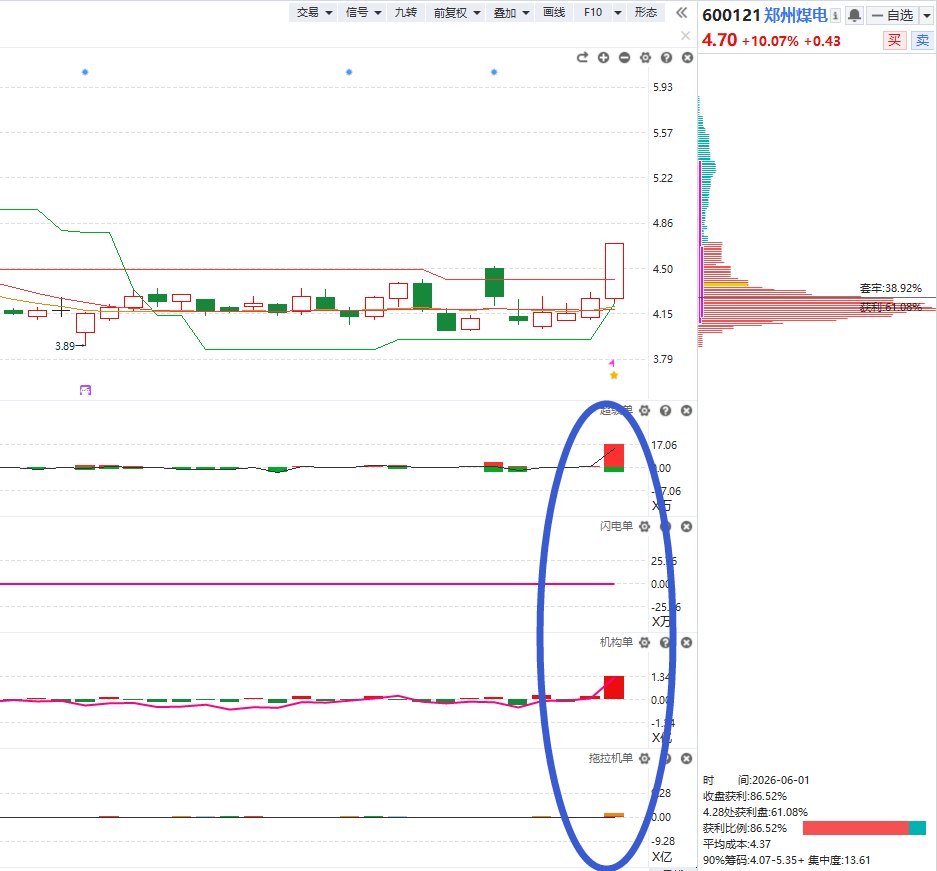 交易 信号 九转 前复权 叠加 画线 F10 形态
600121 郑州煤电 自选
4.70 +10.07% +0.43 买 卖
5.93
5.57
5.22
4.86
4.50
4.15
3.79
3.89
套牢:38.92%
获利:61.08%
超级单
17.06
0.00
-17.06
X万
闪电单
0.00
X万
机构单
1.34
0.00
X亿
拖拉机单
9.28
0.00
-9.28
X亿
时 间:2026-06-01
收盘获利:86.52%
4.28处获利盘:61.08%
获利比例:86.52%
平均成本:4.37
90%筹码:4.07-5.35+ 集中度:13.61